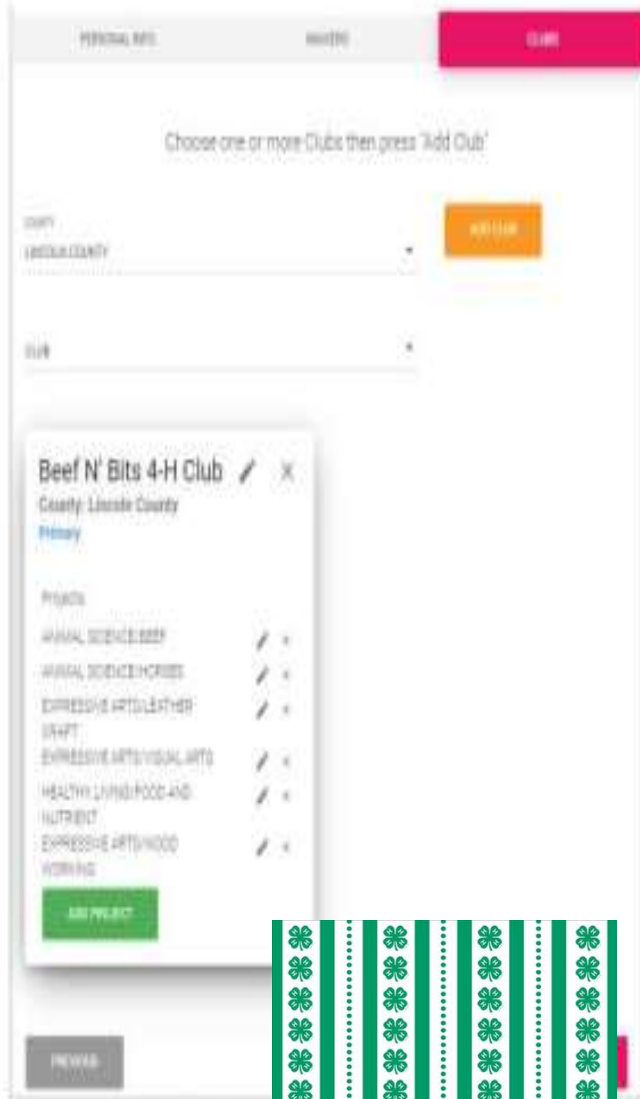 PERSONAL INFO
WAIVERS
CLUBS
Choose one or more Clubs then press 'Add Club'
COUNTY
LINCOLN COUNTY
ADD CLUB
CLUB
Beef N' Bits 4-H Club
County: Lincoln County
Primary
Projects
ANIMAL SCIENCE/BEEF
ANIMAL SCIENCE/HORSES
EXPRESSIVE ARTS/LEATHER
CRAFT
EXPRESSIVE ARTS/VISUAL ARTS
HEALTHY LIVING/FOOD AND
NUTRIENT
EXPRESSIVE ARTS/WOOD
WORKING
ADD PROJECT
PREVIOUS